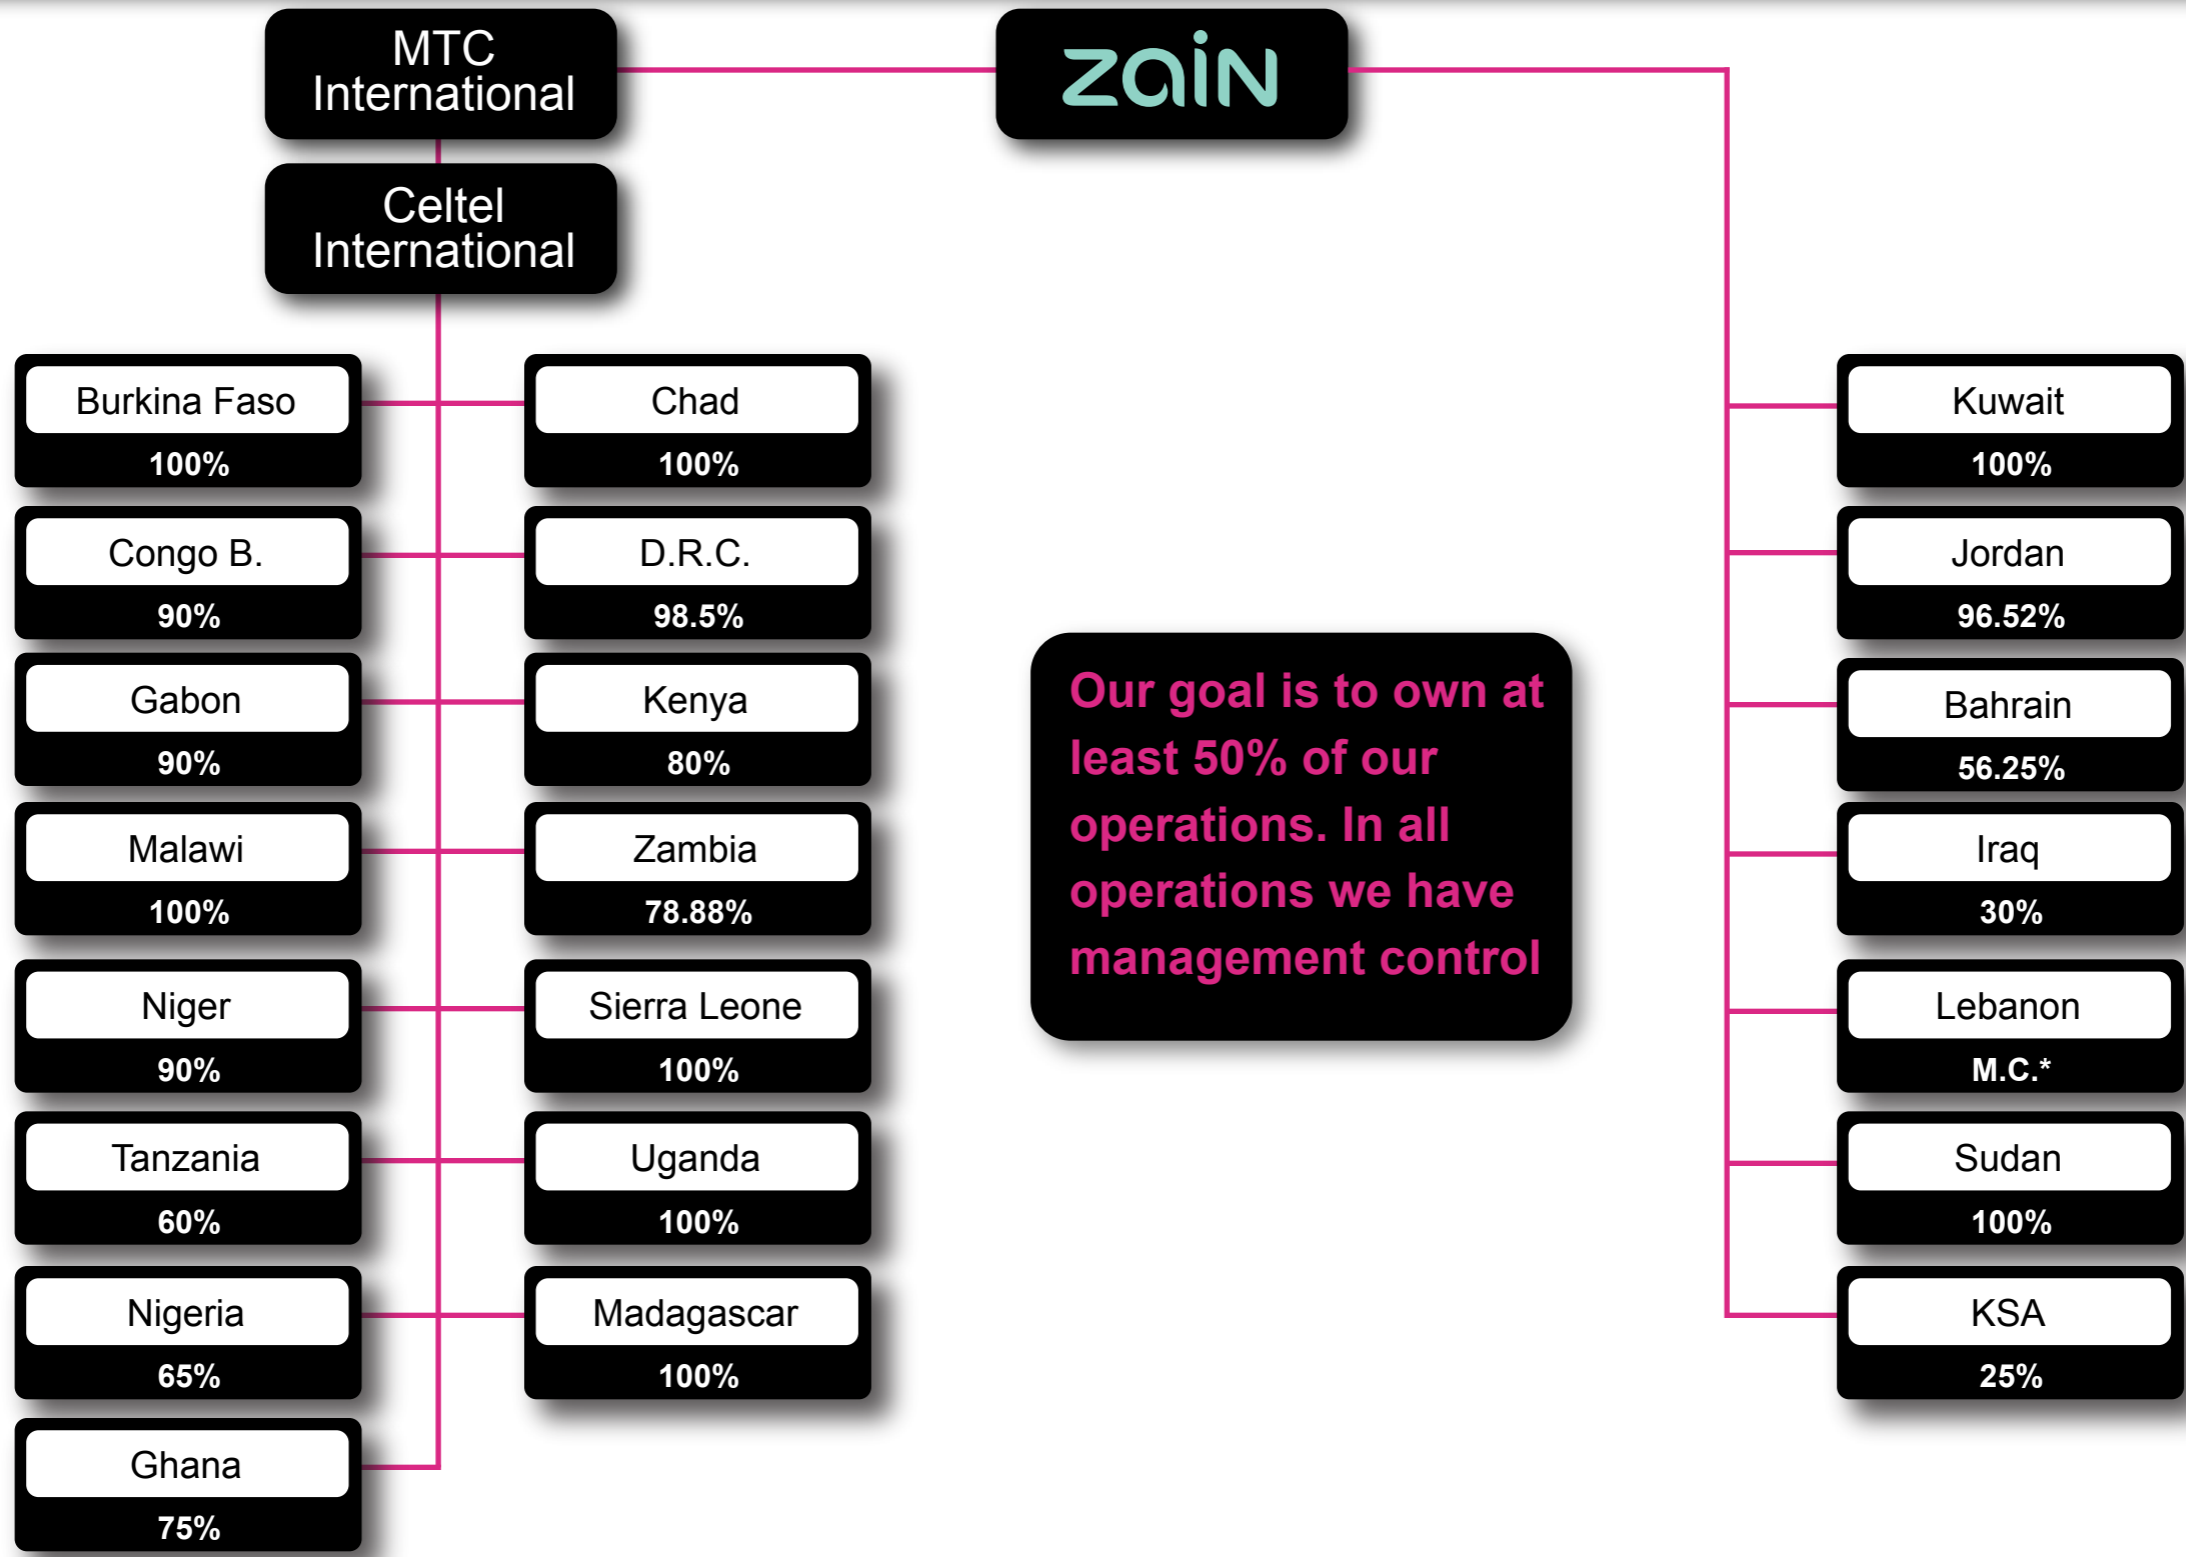 MTC
International
zain
Celtel
International
Burkina Faso
100%
Chad
100%
Kuwait
100%
Congo B.
90%
D.R.C.
98.5%
Jordan
96.52%
Gabon
90%
Kenya
80%
Bahrain
56.25%
Malawi
100%
Zambia
78.88%
Iraq
30%
Niger
90%
Sierra Leone
100%
Lebanon
M.C.*
Tanzania
60%
Uganda
100%
Sudan
100%
Nigeria
65%
Madagascar
100%
KSA
25%
Ghana
75%
Our goal is to own at
least 50% of our
operations. In all
operations we have
management control